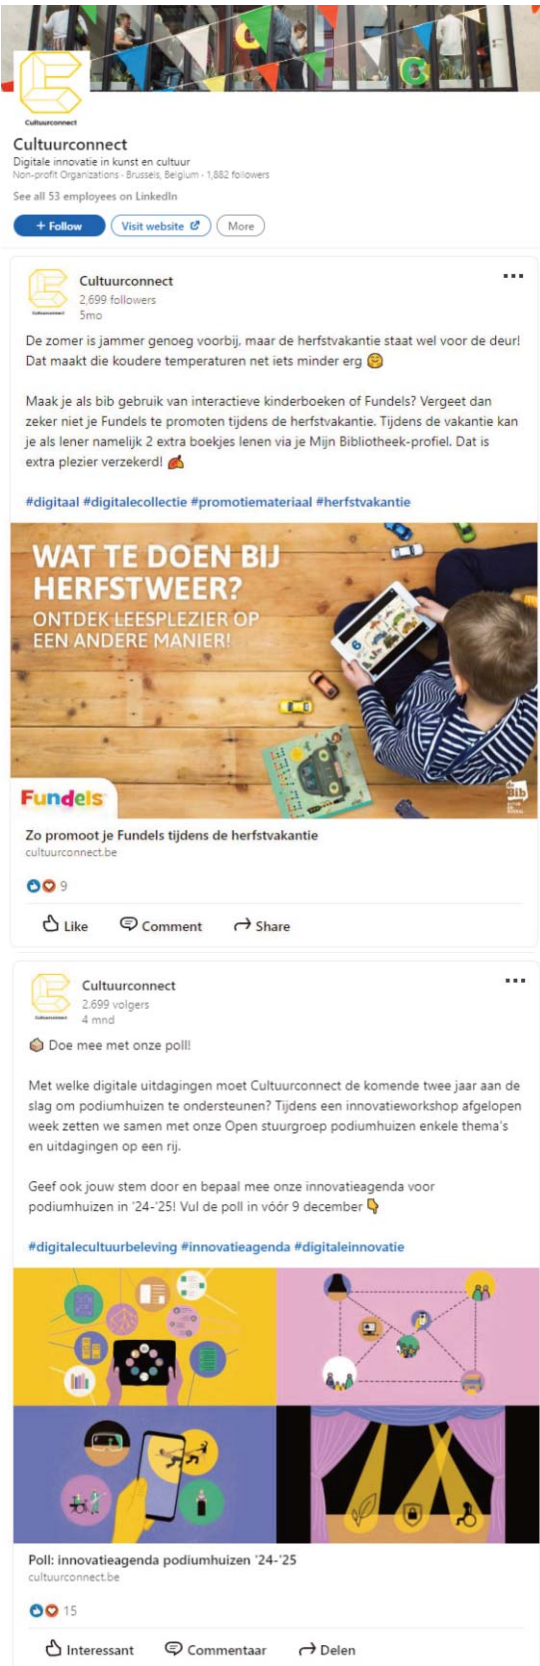 C
C
Cultuurconnect
Cultuurconnect
Digitale innovatie in kunst en cultuur
Non-profit Organizations · Brussels, Belgium · 1,882 followers
See all 53 employees on LinkedIn
+ Follow
Visit website
More
Cultuurconnect
2,699 followers
5mo
De zomer is jammer genoeg voorbij, maar de herfstvakantie staat wel voor de deur!
Dat maakt die koudere temperaturen net iets minder erg 😊
Maak je als bib gebruik van interactieve kinderboeken of Fundels? Vergeet dan
zeker niet je Fundels te promoten tijdens de herfstvakantie. Tijdens de vakantie kan
je als lener namelijk 2 extra boekjes lenen via je Mijn Bibliotheek-profiel. Dat is
extra plezier verzekerd! 🍂
#digitaal #digitalecollectie #promotiemateriaal #herfstvakantie
WAT TE DOEN BIJ
HERFSTWEER?
ONTDEK LEESPLEZIER OP
EEN ANDERE MANIER!
6
Fundels
de
Bib
Zo promoot je Fundels tijdens de herfstvakantie
cultuurconnect.be
9
Like
Comment
Share
Cultuurconnect
Cultuurconnect
2.699 volgers
4 mnd
🗳 Doe mee met onze poll!
Met welke digitale uitdagingen moet Cultuurconnect de komende twee jaar aan de
slag om podiumhuizen te ondersteunen? Tijdens een innovatieworkshop afgelopen
week zetten we samen met onze Open stuurgroep podiumhuizen enkele thema's
en uitdagingen op een rij.
Geef ook jouw stem door en bepaal mee onze innovatieagenda voor
podiumhuizen in '24-'25! Vul de poll in vóór 9 december 👇
#digitalecultuurbeleving #innovatieagenda #digitaleinnovatie
Poll: innovatieagenda podiumhuizen '24-'25
cultuurconnect.be
15
Interessant
Commentaar
Delen